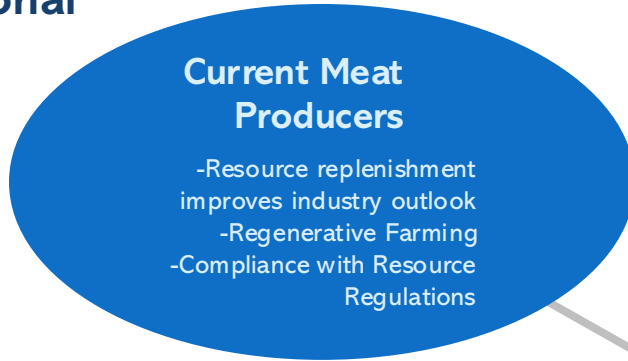 onal
Current Meat
Producers
-Resource replenishment
improves industry outlook
-Regenerative Farming
-Compliance with Resource
Regulations